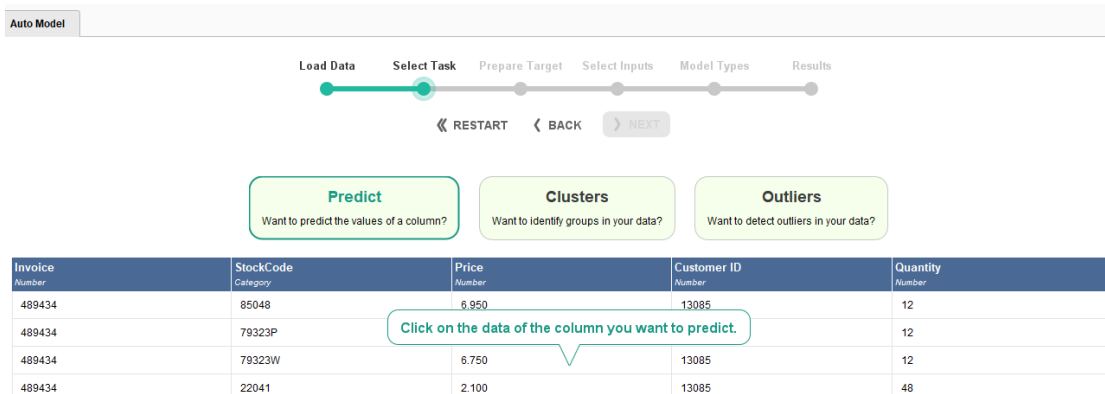 Auto Model
Load Data Select Task Prepare Target Select Inputs Model Types Results
RESTART BACK NEXT
Predict Clusters Outliers
Want to predict the values of a column? Want to identify groups in your data? Want to detect outliers in your data?
Invoice StockCode Price Customer ID Quantity
Number Category Number Number Number
489434 85048 6.950 13085 12
Click on the data of the column you want to predict.
489434 79323P 12
489434 79323W 6.750 13085 12
489434 22041 2.100 13085 48